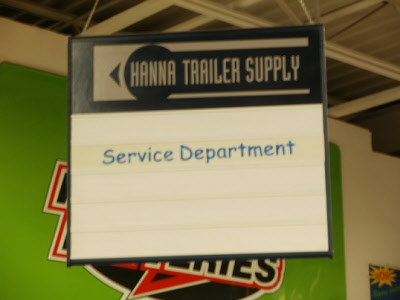 HANNA TRAILER SUPPLY
Service Department